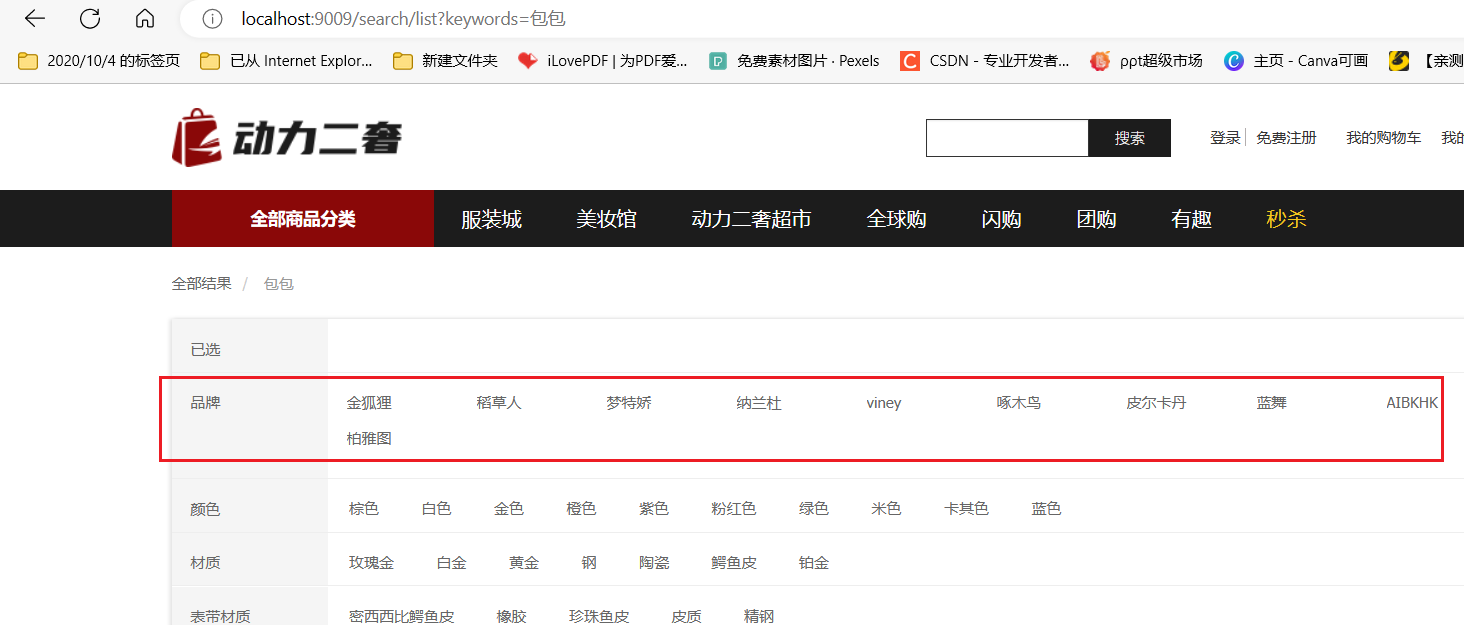 localhost:9009/search/list?keywords=包包
2020/10/4 的标签页 已从 Internet Explor... 新建文件夹 iLovePDF | 为PDF爱... 免费素材图片 · Pexels CSDN - 专业开发者... ppt超级市场 主页 - Canva可画 【亲测
动力二奢 搜索 登录 免费注册 我的购物车 我的
全部商品分类 服装城 美妆馆 动力二奢超市 全球购 闪购 团购 有趣 秒杀
全部结果 / 包包
已选
品牌 金狐狸 稻草人 梦特娇 纳兰杜 viney 啄木鸟 皮尔卡丹 蓝舞 AIBKHK
柏雅图
颜色 棕色 白色 金色 橙色 紫色 粉红色 绿色 米色 卡其色 蓝色
材质 玫瑰金 白金 黄金 钢 陶瓷 鳄鱼皮 铂金
表带材质 密西西比鳄鱼皮 橡胶 珍珠鱼皮 皮质 精钢